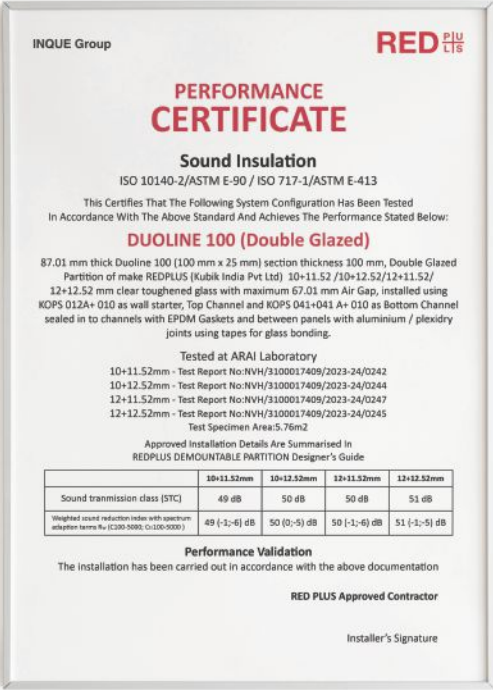 INQUE Group
RED PU
LS
PERFORMANCE
CERTIFICATE
Sound Insulation
ISO 10140-2/ASTM E-90 / ISO 717-1/ASTM E-413
This Certifies That The Following System Configuration Has Been Tested
In Accordance With The Above Standard And Achieves The Performance Stated Below:
DUOLINE 100 (Double Glazed)
87.01 mm thick Duoline 100 (100 mm x 25 mm) section thickness 100 mm, Double Glazed
Partition of make REDPLUS (Kubik India Pvt Ltd) 10+11.52 /10+12.52/12+11.52/
12+12.52 mm clear toughened glass with maximum 67.01 mm Air Gap, installed using
KOPS 012A+ 010 as wall starter, Top Channel and KOPS 041+041 A+ 010 as Bottom Channel
sealed in to channels with EPDM Gaskets and between panels with aluminium / plexidry
joints using tapes for glass bonding.
Tested at ARAI Laboratory
10+11.52mm - Test Report No:NVH/3100017409/2023-24/0242
10+12.52mm - Test Report No:NVH/3100017409/2023-24/0244
12+11.52mm - Test Report No:NVH/3100017409/2023-24/0247
12+12.52mm - Test Report No:NVH/3100017409/2023-24/0245
Test Specimen Area:5.76m2
Approved Installation Details Are Summarised In
REDPLUS DEMOUNTABLE PARTITION Designer's Guide
10+11.52mm 10+12.52mm 12+11.52mm 12+12.52mm
Sound tranmission class (STC) 49 dB 50 dB 50 dB 51 dB
Weighted sound reduction index with spectrum
adaption terms Rw (C100-5000; Ctr100-5000 ) 49 (-1;-6) dB 50 (0;-5) dB 50 (-1;-6) dB 51 (-1;-5) dB
Performance Validation
The installation has been carried out in accordance with the above documentation
RED PLUS Approved Contractor
Installer's Signature